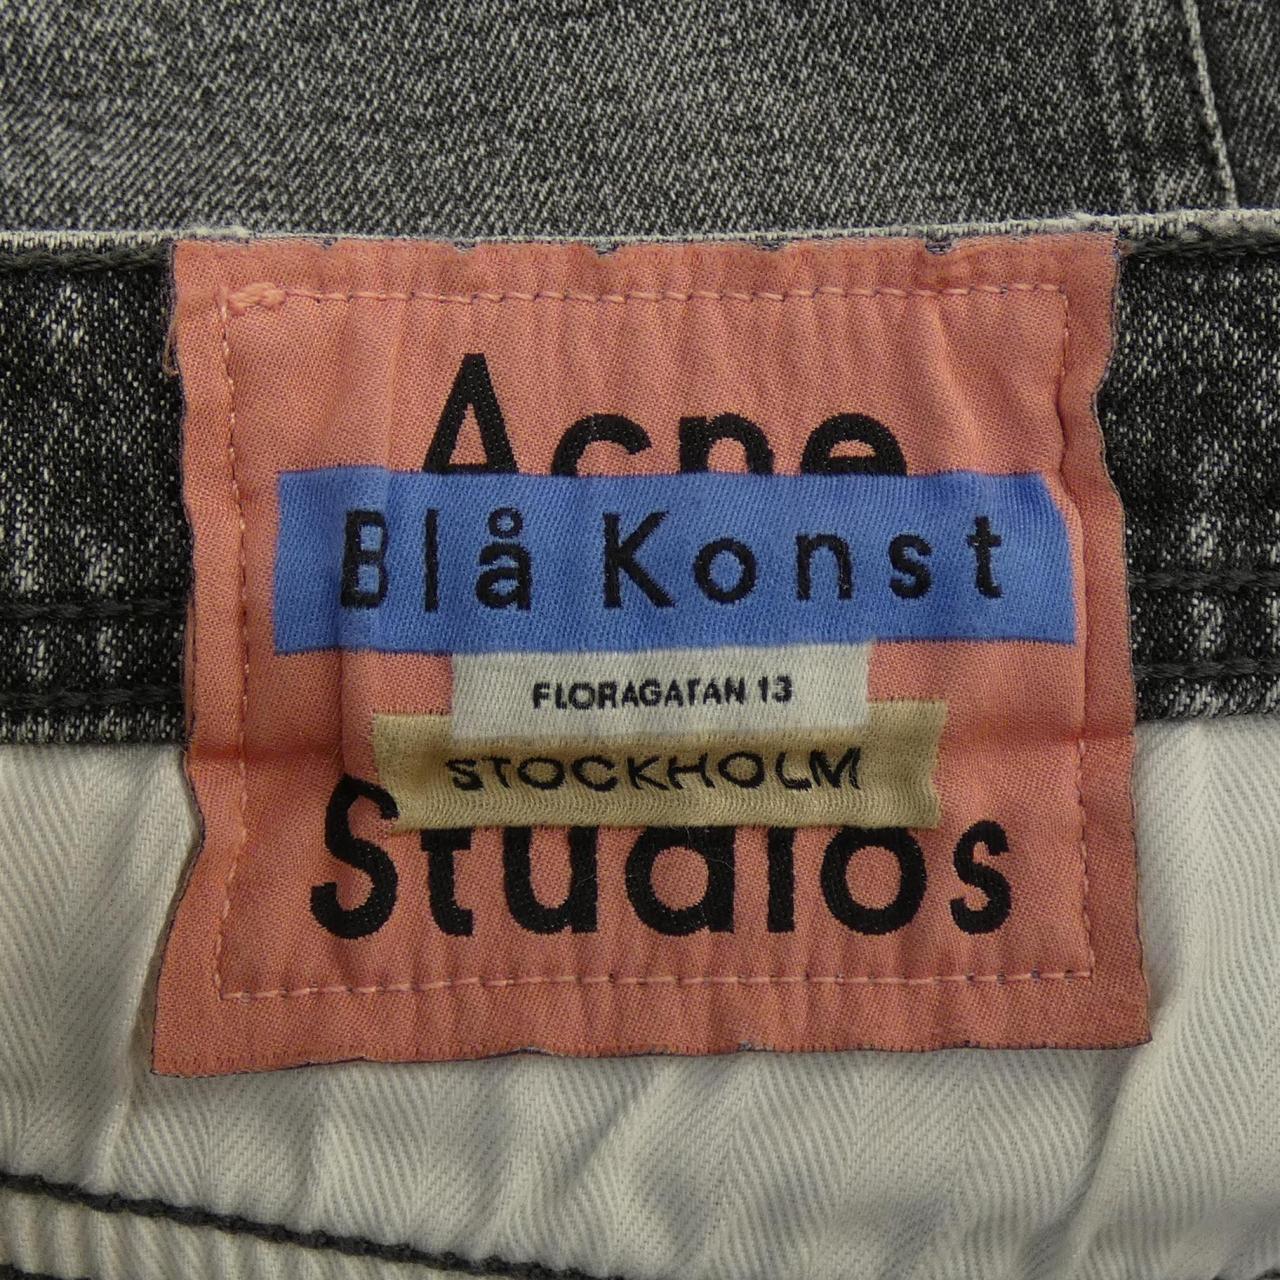 Acne
Blå Konst
FLORAGATAN 13
STOCKHOLM
Studios